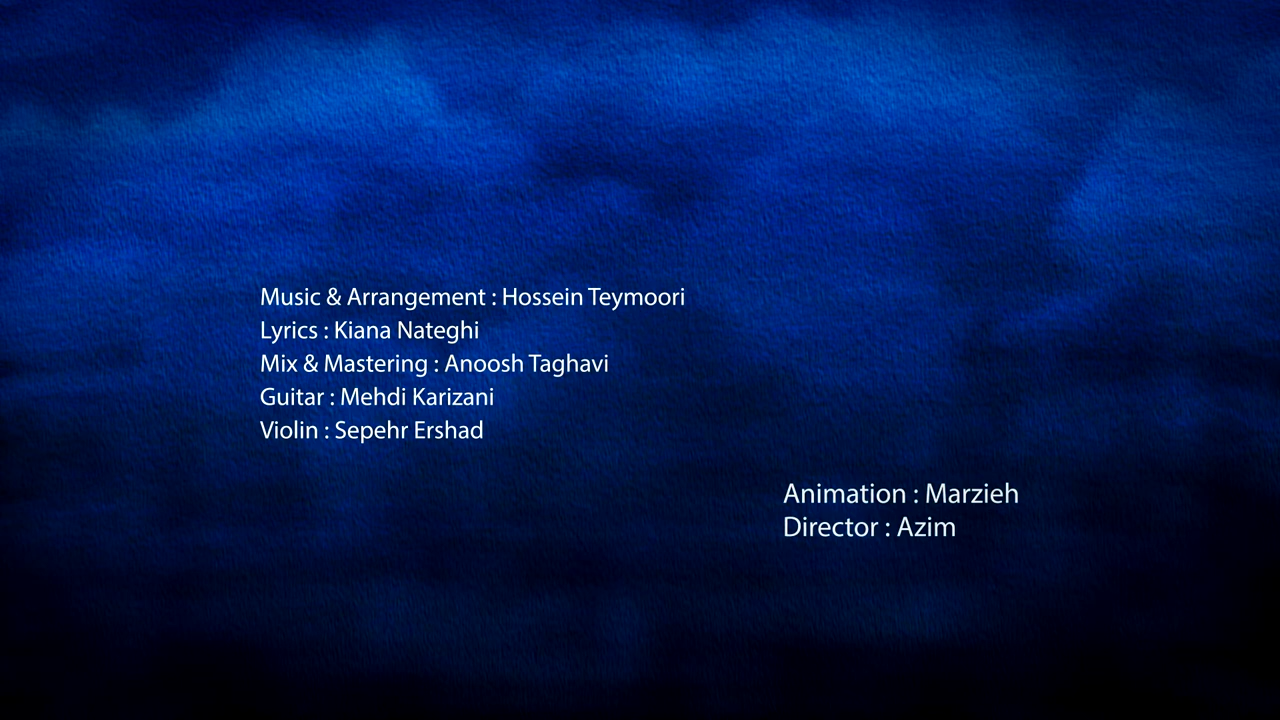 Music & Arrangement : Hossein Teymoori
Lyrics : Kiana Nateghi
Mix & Mastering : Anoosh Taghavi
Guitar : Mehdi Karizani
Violin : Sepehr Ershad
Animation : Marzieh
Director : Azim